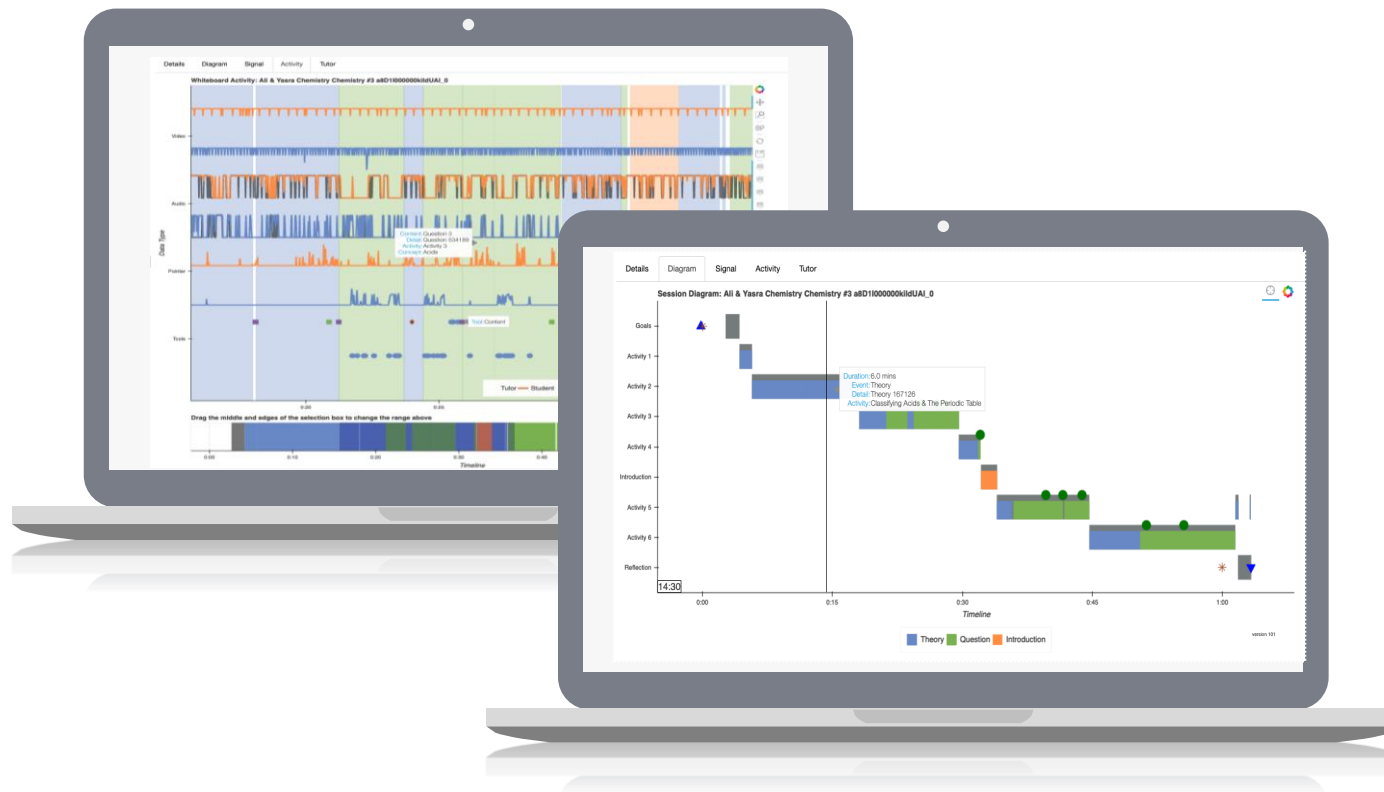 Details Diagram Signal Activity Tutor
Whiteboard Activity: Ali & Yasra Chemistry Chemistry #3 a8D1I000000kildUAI_0
Video
Audio
Pointer
Tools
Data Type
Content: Question 3
Detail: Question 534189
Activity: Activity 3
Concept: Acids
Tool: Content
Tutor Student
0:20 0:30
Drag the middle and edges of the selection box to change the range above
0:00 0:10 0:20 0:30 0:40
Timeline
Details Diagram Signal Activity Tutor
Session Diagram: Ali & Yasra Chemistry Chemistry #3 a8D1I000000kildUAI_0
Goals
Activity 1
Activity 2
Duration: 6.0 mins
Event: Theory
Detail: Theory 167126
Activity: Classifying Acids & The Periodic Table
Activity 3
Activity 4
Introduction
Activity 5
Activity 6
Reflection
14:30
0:00 0:15 0:30 0:45 1:00
Timeline
Theory Question Introduction
version 101